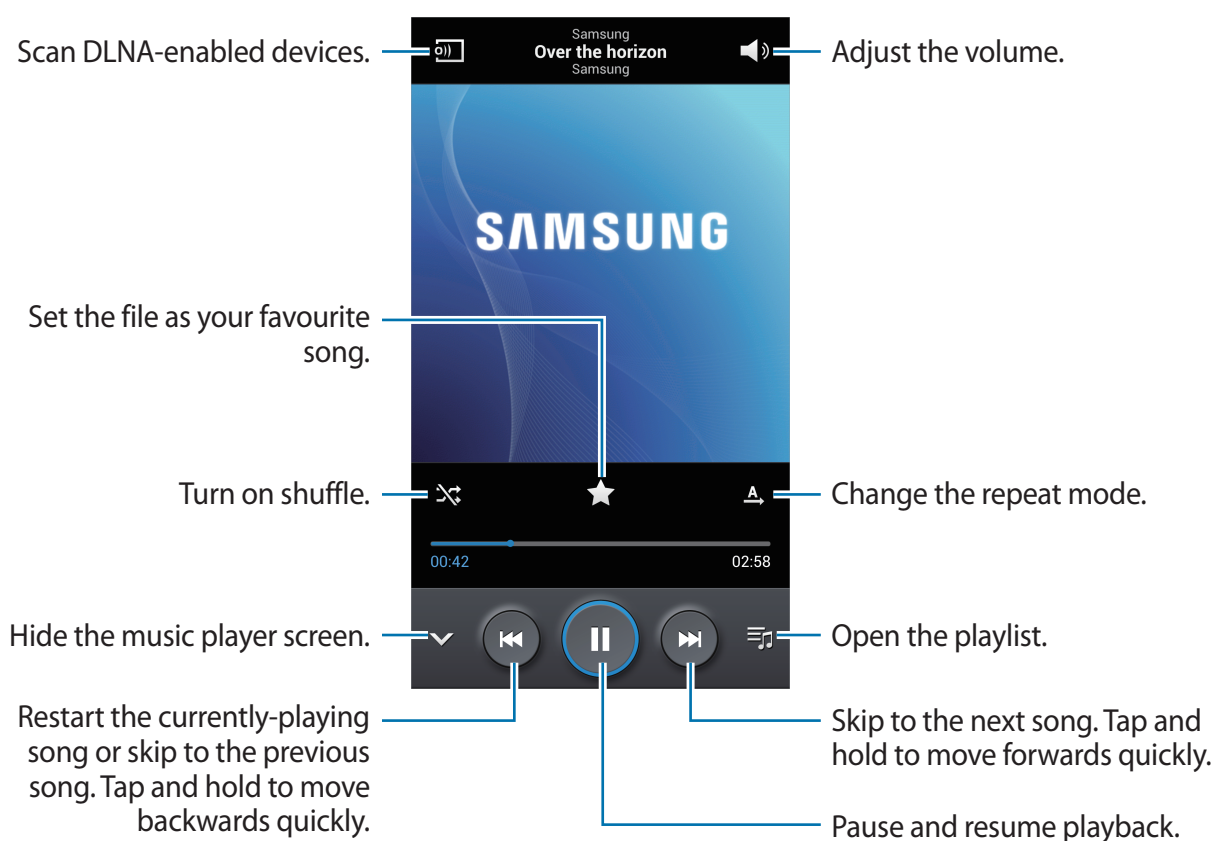 Samsung
Scan DLNA-enabled devices.
Over the horizon
Adjust the volume.
Samsung
SAMSUNG
Set the file as your favourite
song.
Turn on shuffle.
A
Change the repeat mode.
00:42
02:58
Hide the music player screen.
Open the playlist.
Restart the currently-playing
song or skip to the previous
song. Tap and hold to move
backwards quickly.
Skip to the next song. Tap and
hold to move forwards quickly.
Pause and resume playback.